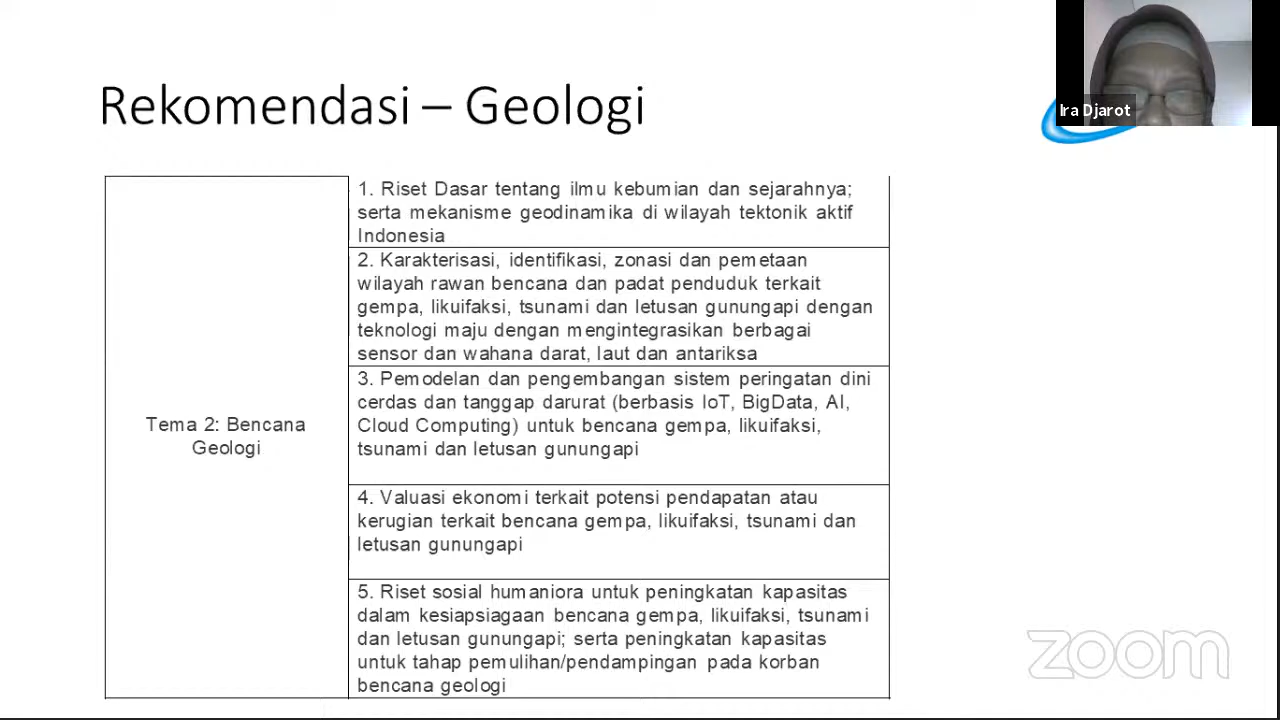 Rekomendasi – Geologi
Ira Djarot
Tema 2: Bencana
Geologi
1. Riset Dasar tentang ilmu kebumian dan sejarahnya;
serta mekanisme geodinamika di wilayah tektonik aktif
Indonesia
2. Karakterisasi, identifikasi, zonasi dan pemetaan
wilayah rawan bencana dan padat penduduk terkait
gempa, likuifaksi, tsunami dan letusan gunungapi dengan
teknologi maju dengan mengintegrasikan berbagai
sensor dan wahana darat, laut dan antariksa
3. Pemodelan dan pengembangan sistem peringatan dini
cerdas dan tanggap darurat (berbasis IoT, BigData, AI,
Cloud Computing) untuk bencana gempa, likuifaksi,
tsunami dan letusan gunungapi
4. Valuasi ekonomi terkait potensi pendapatan atau
kerugian terkait bencana gempa, likuifaksi, tsunami dan
letusan gunungapi
5. Riset sosial humaniora untuk peningkatan kapasitas
dalam kesiapsiagaan bencana gempa, likuifaksi, tsunami
dan letusan gunungapi; serta peningkatan kapasitas
untuk tahap pemulihan/pendampingan pada korban
bencana geologi
zoom